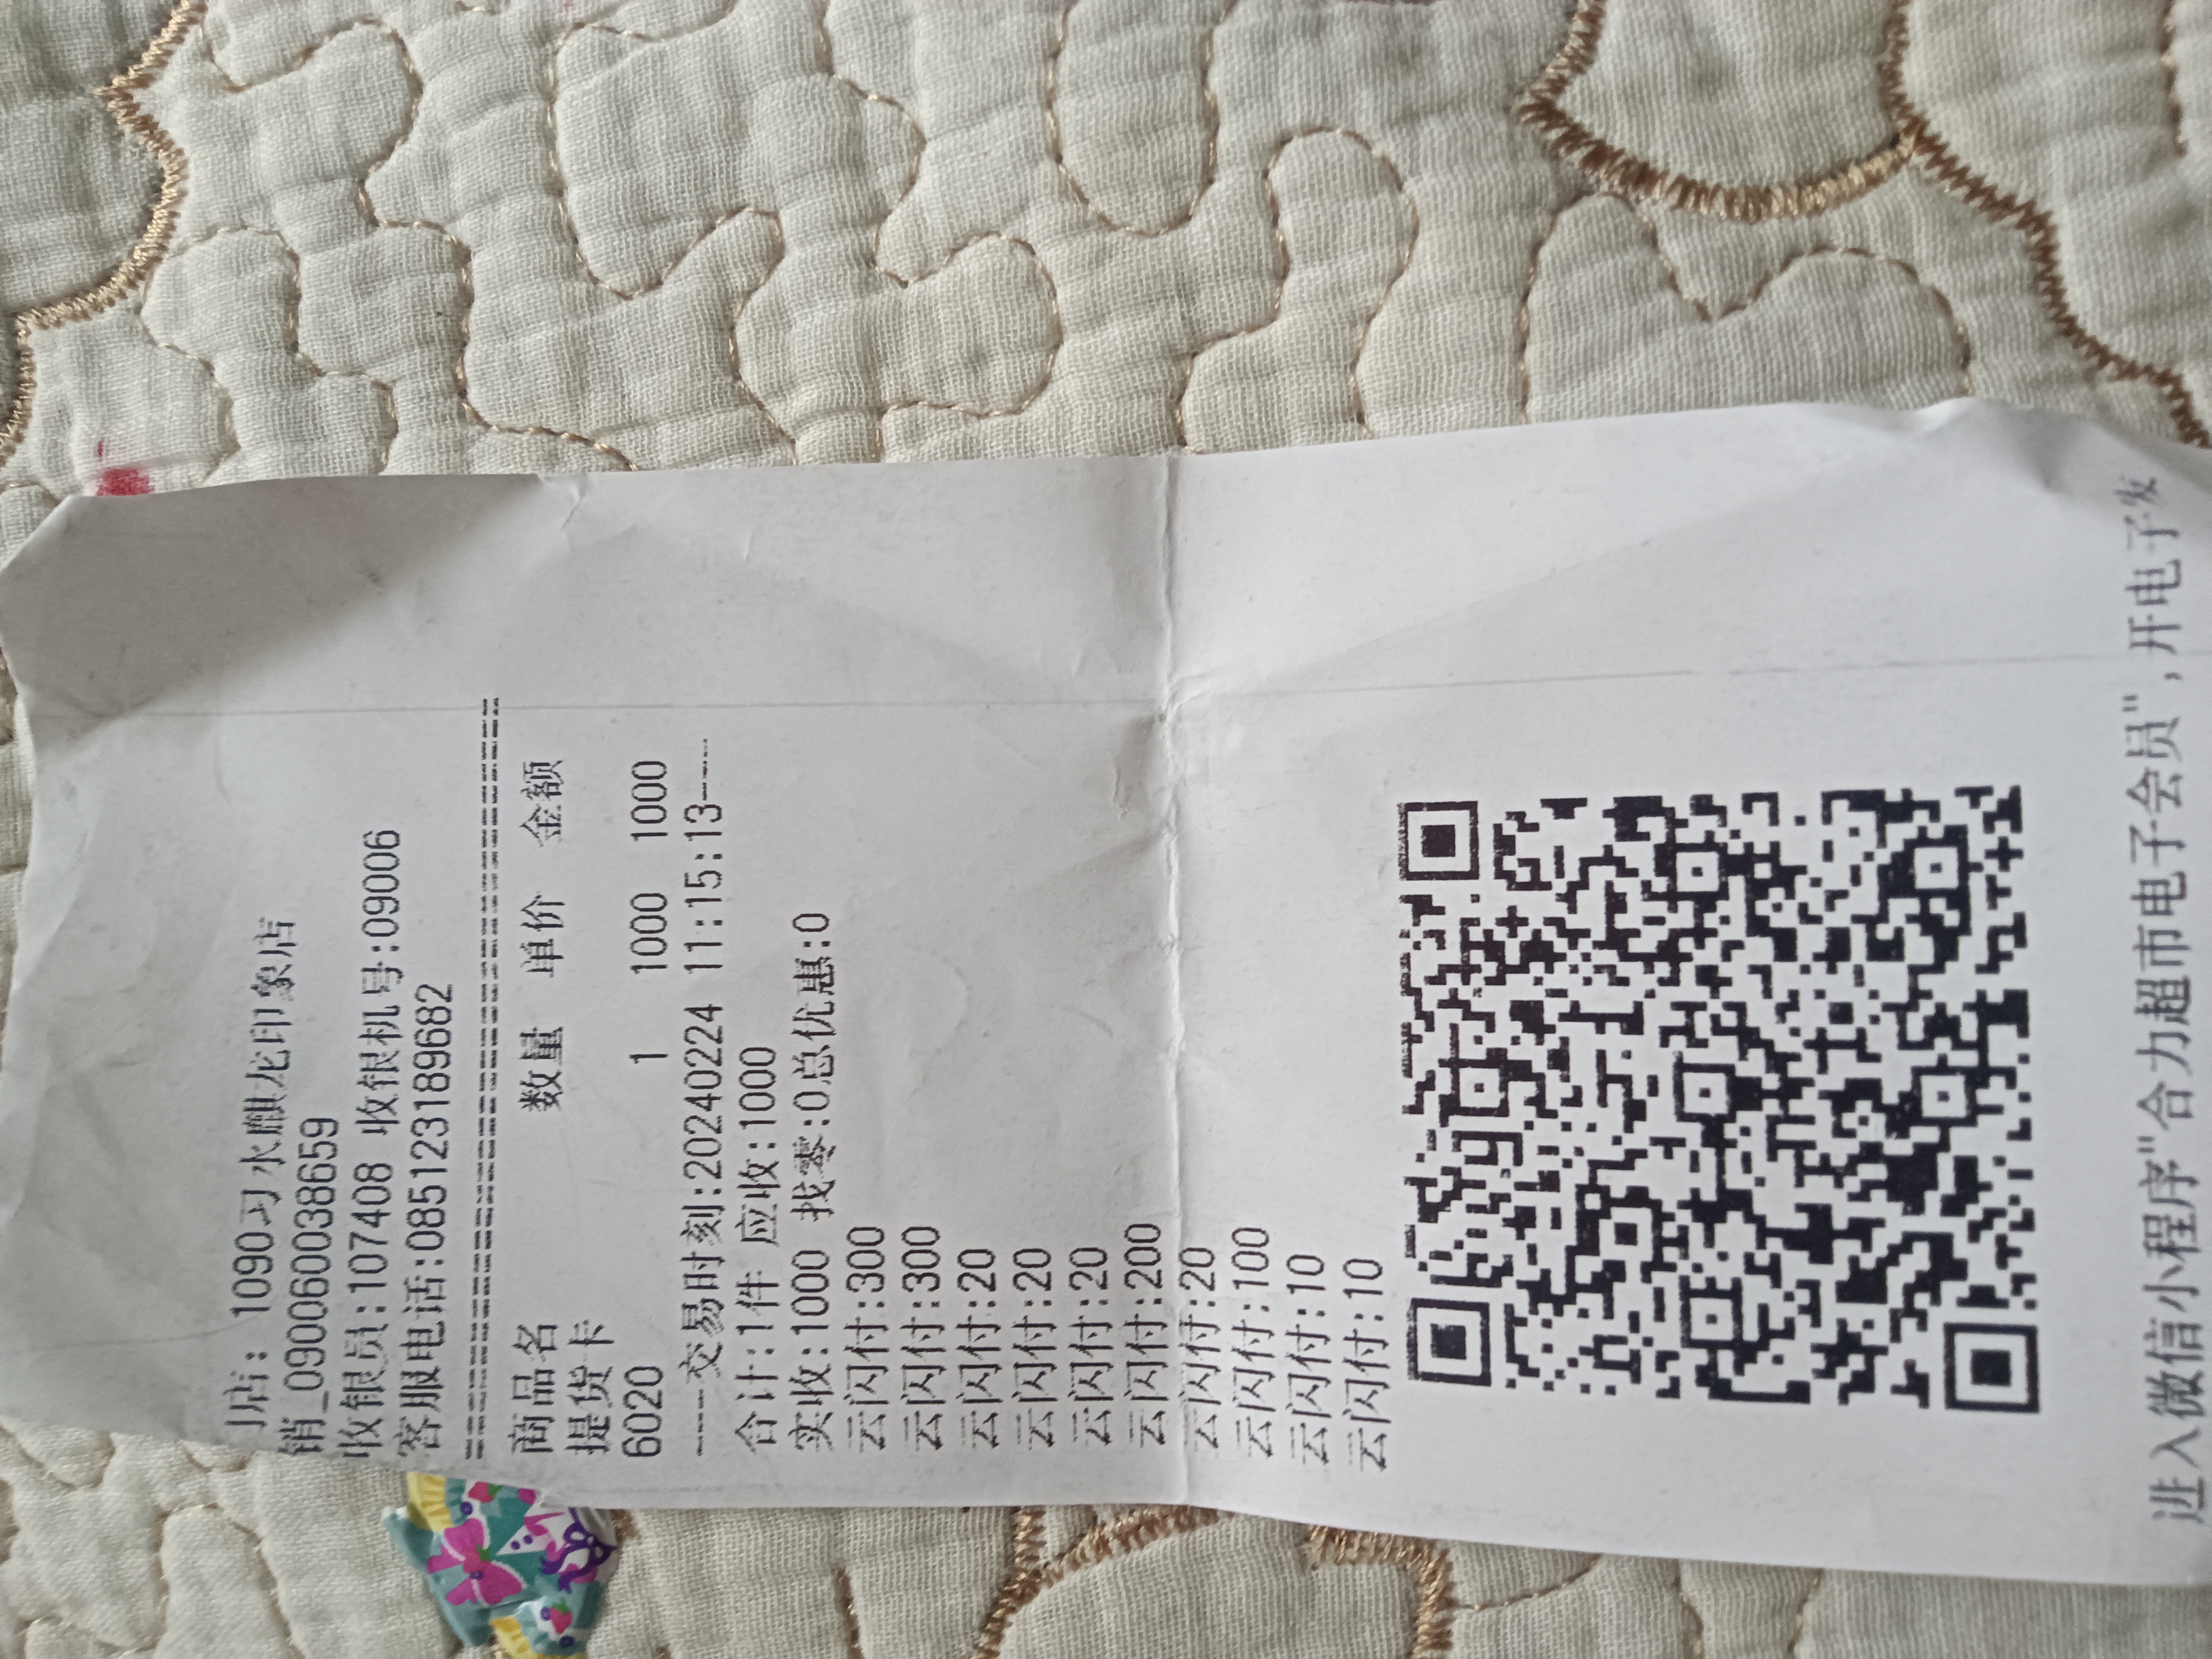 门店: 1090习水麒龙印象店
销_0900600038659
收银员:107408 收银机号:09006
客服电话:085123189682
================================
商品名 数量 单价 金额
提货卡
6020 1 1000 1000
----交易时刻:20240224 11:15:13----
合计:1件 应收:1000
实收:1000 找零:0总优惠:0
云闪付:300
云闪付:300
云闪付:20
云闪付:20
云闪付:20
云闪付:200
云闪付:20
云闪付:100
云闪付:10
云闪付:10
进入微信小程序"合力超市电子会员", 开电子发